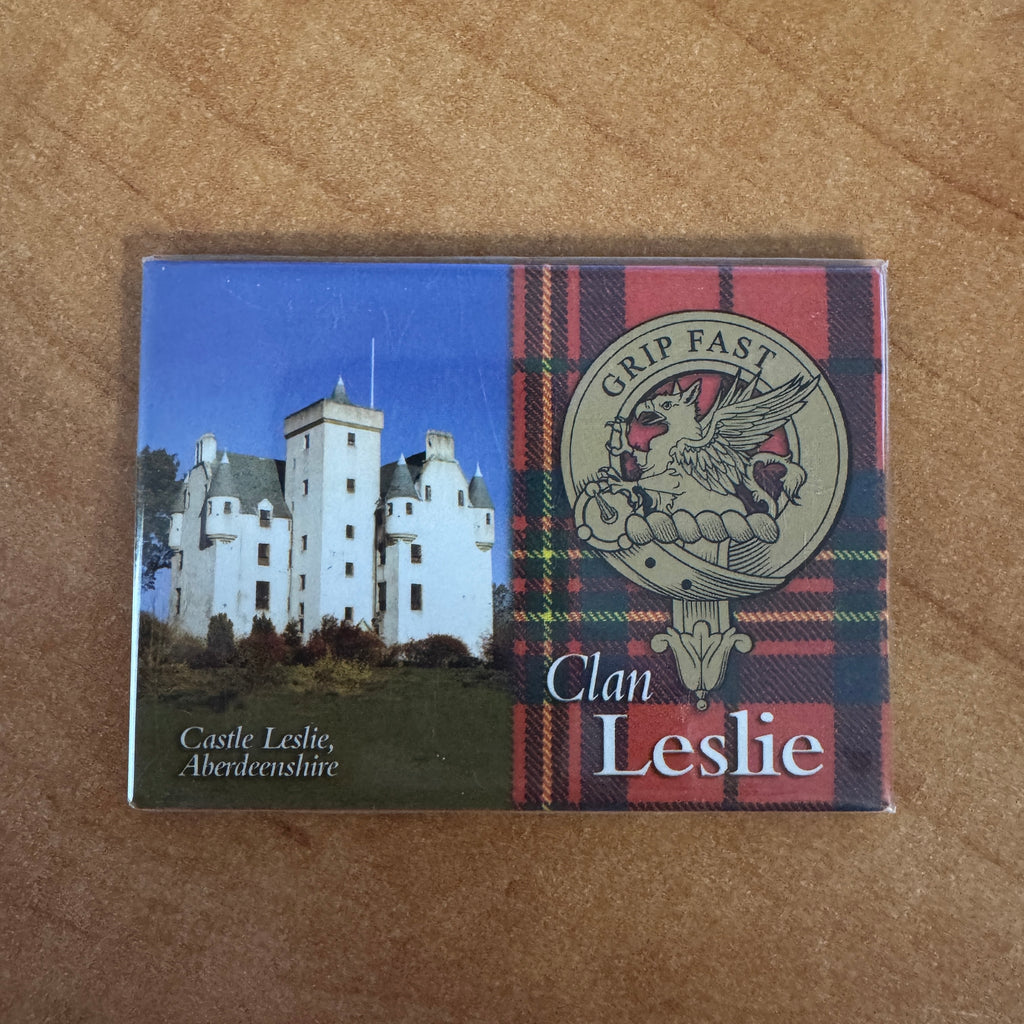 GRIP FAST
Clan
Leslie
Castle Leslie,
Aberdeenshire